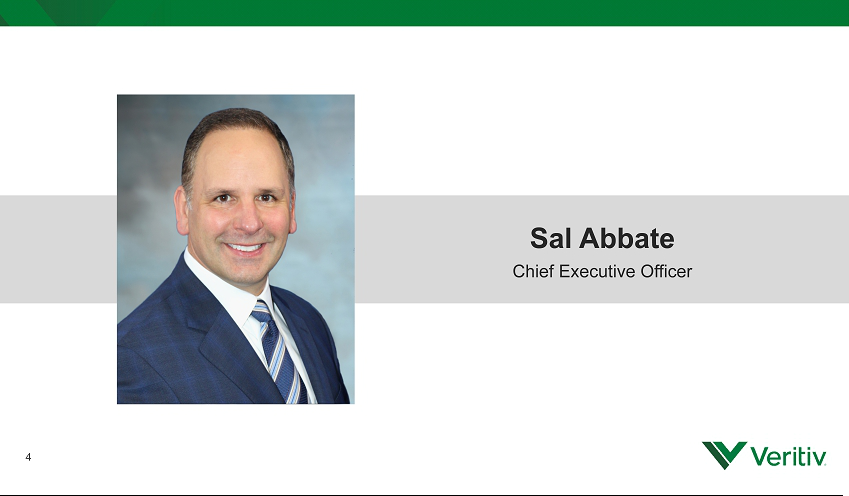 Sal Abbate
Chief Executive Officer
4
Veritiv